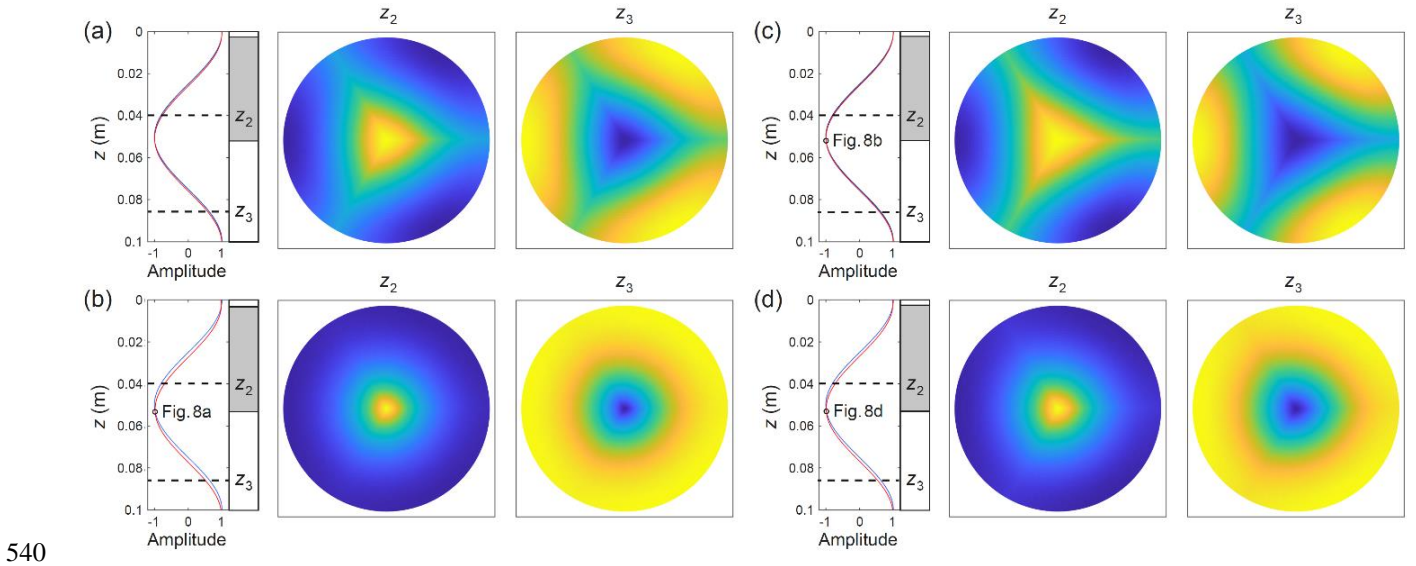 (a) z2 z3 (c) z2 z3
0 0
0.02 0.02
0.04 z2 0.04 z2
0.06 0.06 Fig. 8b
0.08 z3 0.08 z3
0.1 0.1
z (m) z (m)
-1 0 1 -1 0 1
Amplitude Amplitude
(b) z2 z3 (d) z2 z3
0 0
0.02 0.02
0.04 z2 0.04 z2
Fig. 8a Fig. 8d
0.06 0.06
0.08 z3 0.08 z3
0.1 0.1
z (m) z (m)
-1 0 1 -1 0 1
Amplitude Amplitude
540